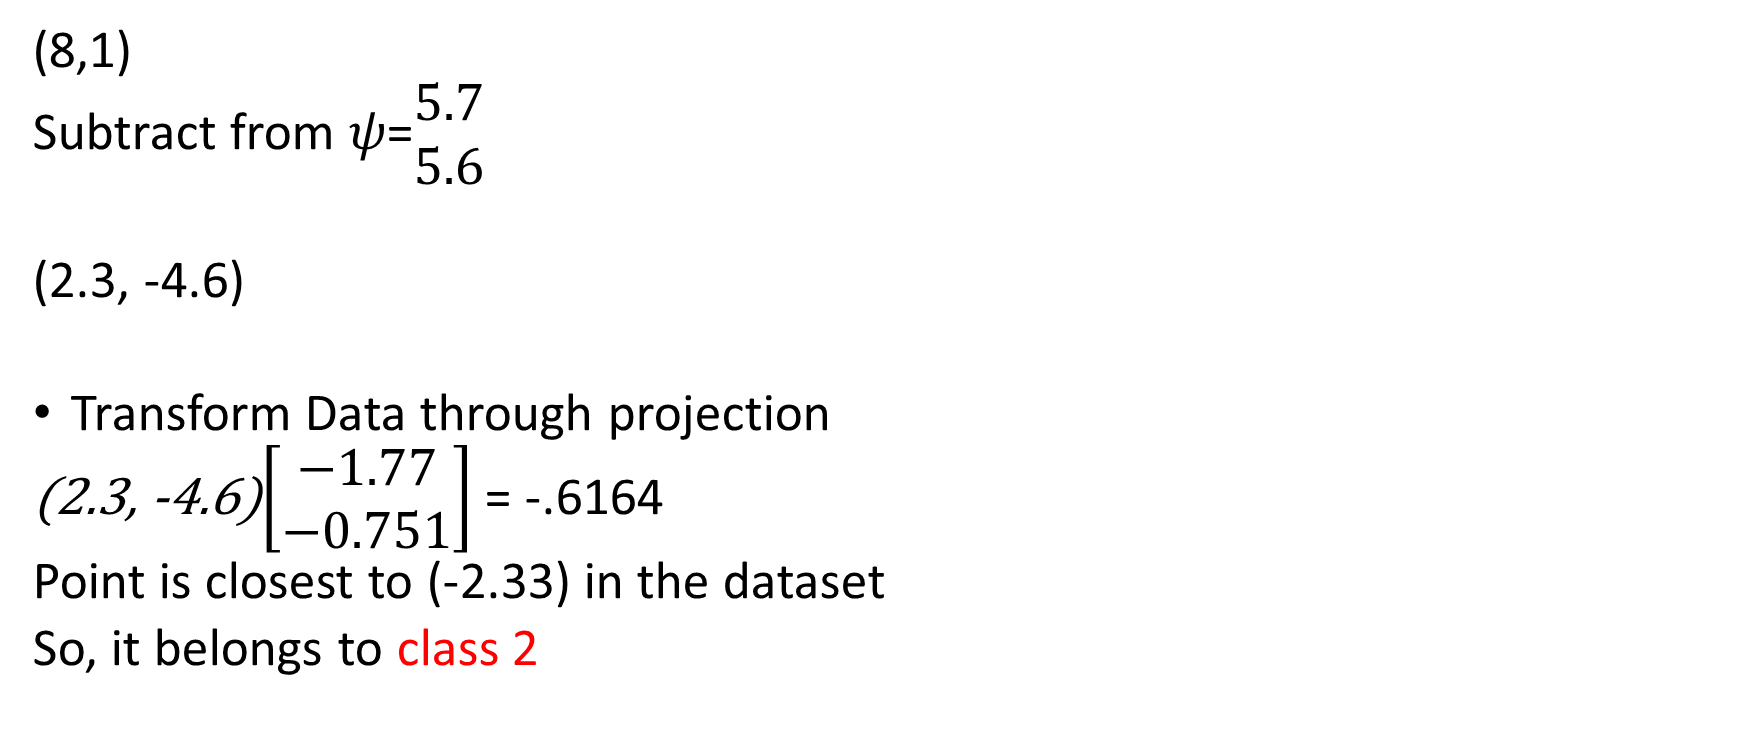 (8,1)
Subtract from 𝜓= 5.7
5.6
(2.3, -4.6)
• Transform Data through projection
(2.3, -4.6) [−1.77
−0.751] = -.6164
Point is closest to (-2.33) in the dataset
So, it belongs to class 2